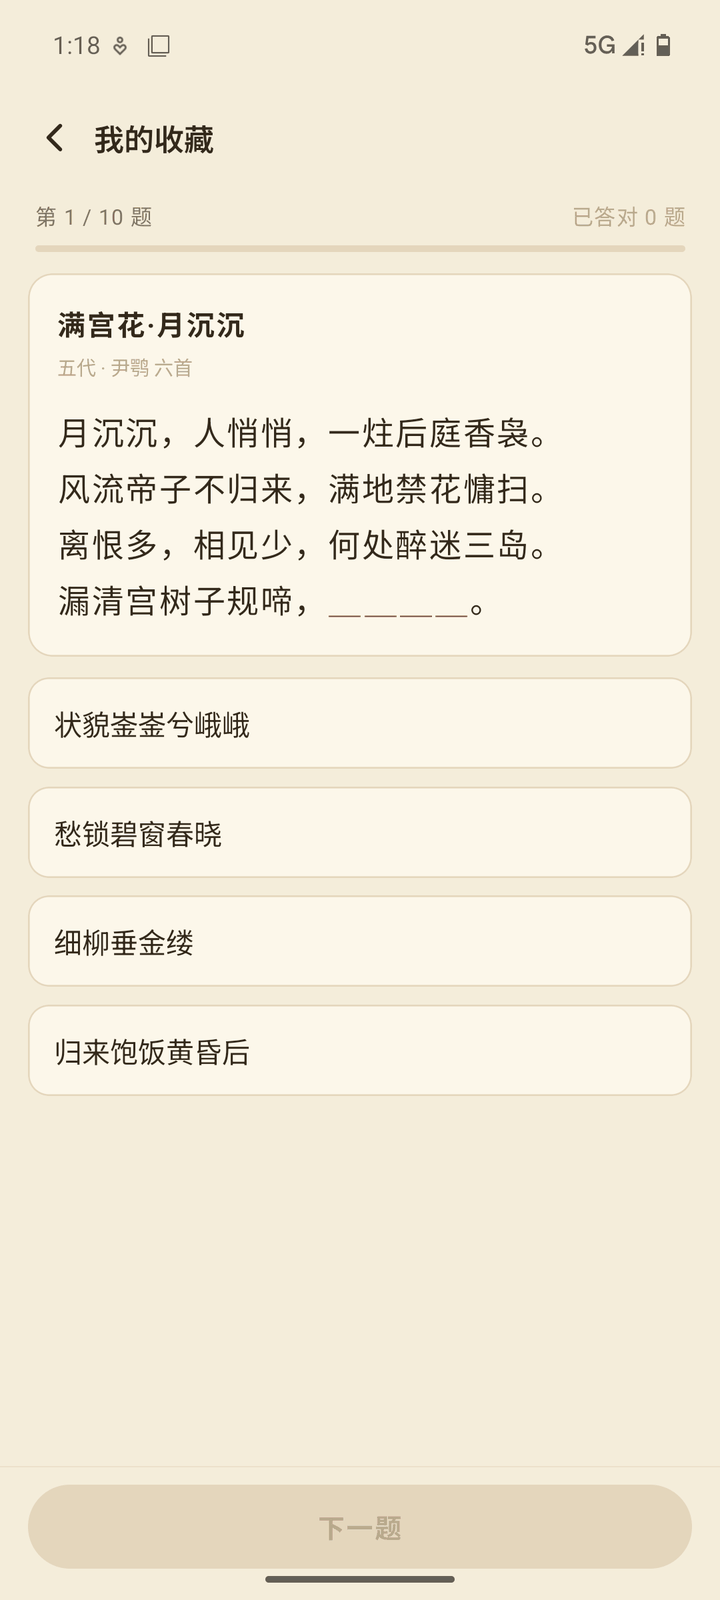 1:18
5G
我的收藏
第 1 / 10 题
已答对 0 题
满宫花·月沉沉
五代 · 尹鹗 六首
月沉沉，人悄悄，一炷后庭香袅。
风流帝子不归来，满地禁花慵扫。
离恨多，相见少，何处醉迷三岛。
漏清宫树子规啼，＿＿＿＿。
状貌崟崟兮峨峨
愁锁碧窗春晓
细柳垂金缕
归来饱饭黄昏后
下一题